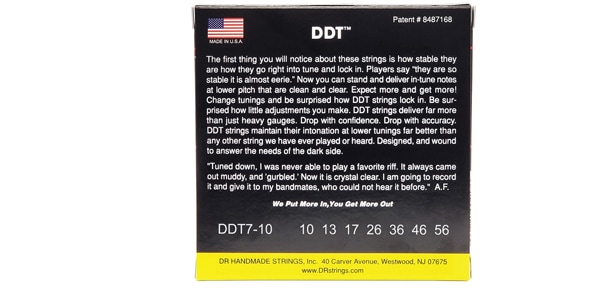 Patent # 8487168
MADE IN U.S.A.
DDT™
The first thing you will notice about these strings is how stable they
are how they go right into tune and lock in. Players say "they are so
stable it is almost eerie." Now you can stand and deliver in-tune notes
at lower pitch that are clean and clear. Expect more and get more!
Change tunings and be surprised how DDT strings lock in. Be sur-
prised how little adjustments you make. DDT strings deliver far more
than just heavy gauges. Drop with confidence. Drop with accuracy.
DDT strings maintain their intonation at lower tunings far better than
any other string we have ever played or heard. Designed, and wound
to answer the needs of the dark side.
"Tuned down, I was never able to play a favorite riff. It always came
out muddy, and 'gurbled.' Now it is crystal clear. I am going to record
it and give it to my bandmates, who could not hear it before." A.F.
We Put More In,You Get More Out
DDT7-10 10 13 17 26 36 46 56
DR HANDMADE STRINGS, Inc. 40 Carver Avenue, Westwood, NJ 07675
www.DRstrings.com